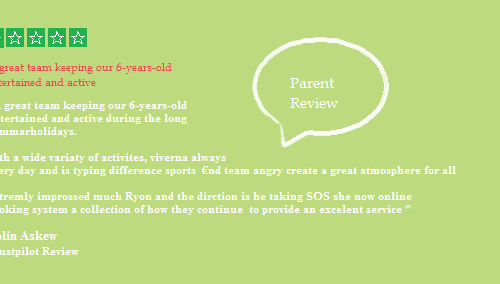 great team keeping our 6-years-old
tertained and active
Parent
Review
great team keeping our 6-years-old
tertained and active during the long
mmarholidays.
th a wide variaty of activites, viverna always
ery day and is typing difference sports €nd team angry create a great atmosphere for all
tremly improssed much Ryon and the dirction is he taking SOS she now online
oking system a collection of how they continue to provide an excelent service "
olin Askew
ustpilot Review